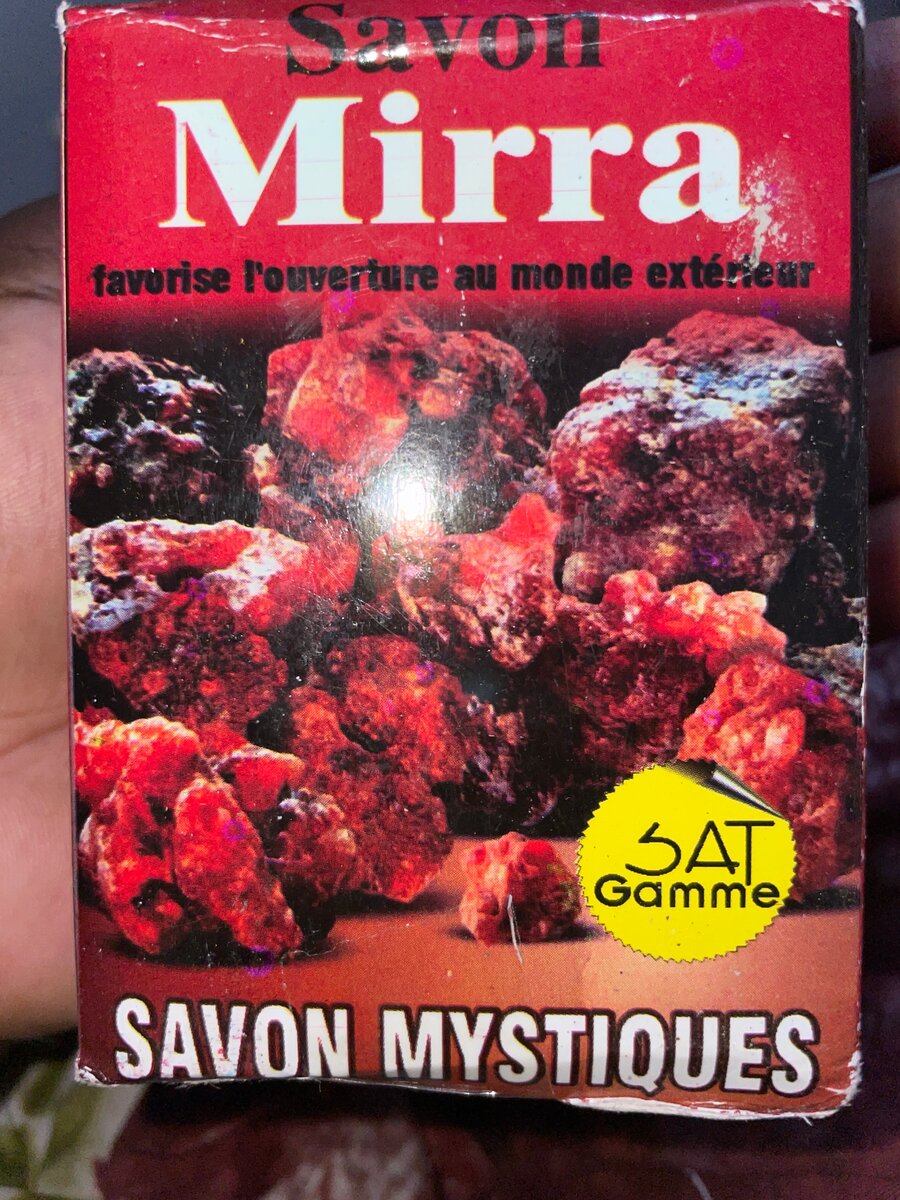 Savon
Mirra
favorise l'ouverture au monde extérieur
SAT
Gamme
SAVON MYSTIQUES